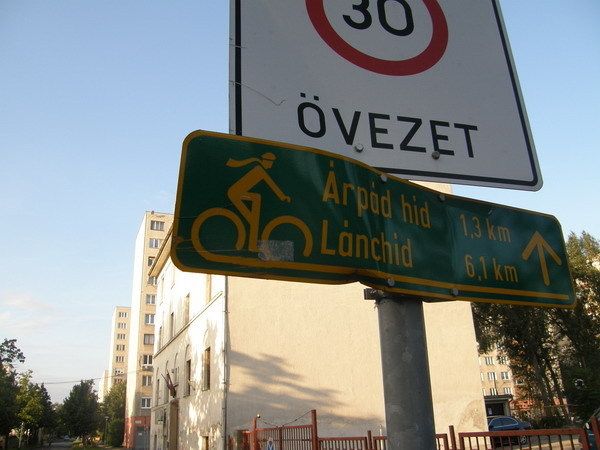 30
ÖVEZET
Árpád híd 1,3 km
Lánchíd 6,1 km